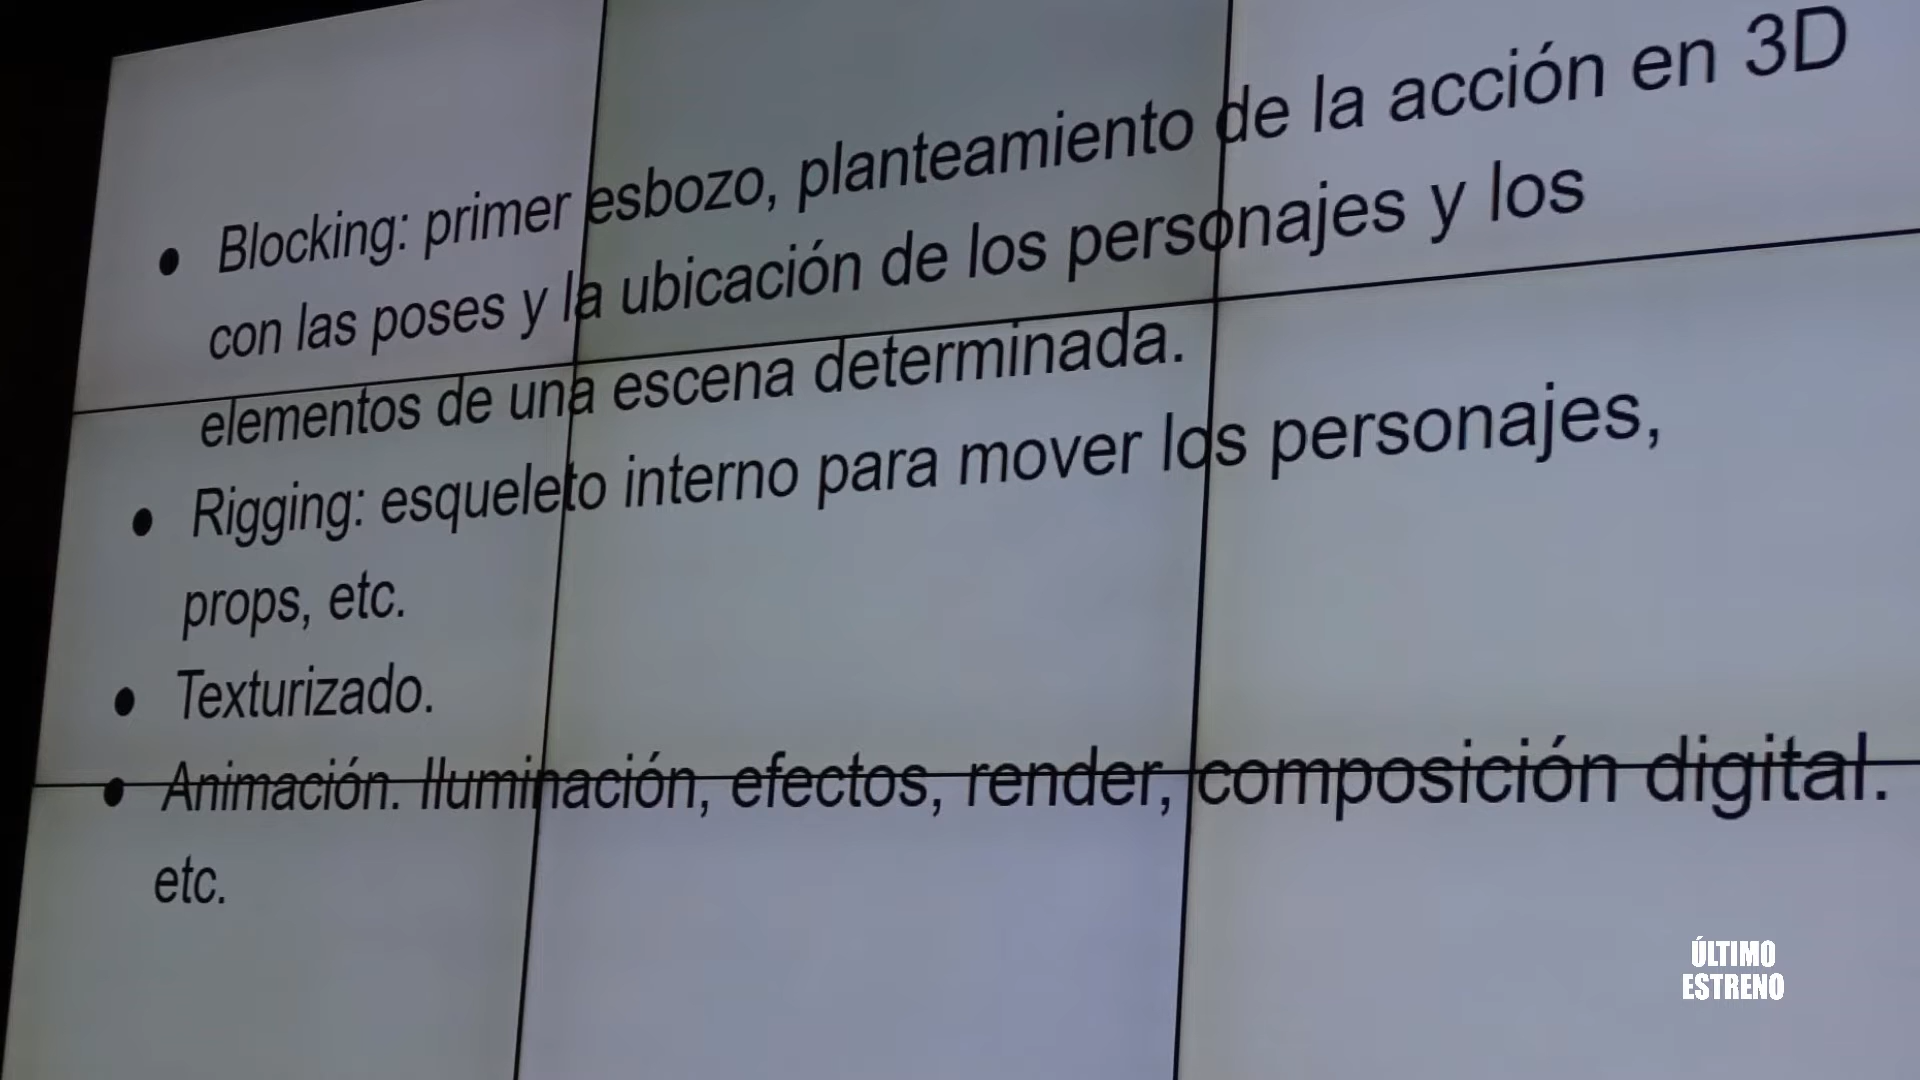 ● Blocking: primer esbozo, planteamiento de la acción en 3D
con las poses y la ubicación de los personajes y los
elementos de una escena determinada.
● Rigging: esqueleto interno para mover los personajes,
props, etc.
● Texturizado.
● Animación. Iluminación, efectos, render, composición digital.
etc.
ÚLTIMO
ESTRENO